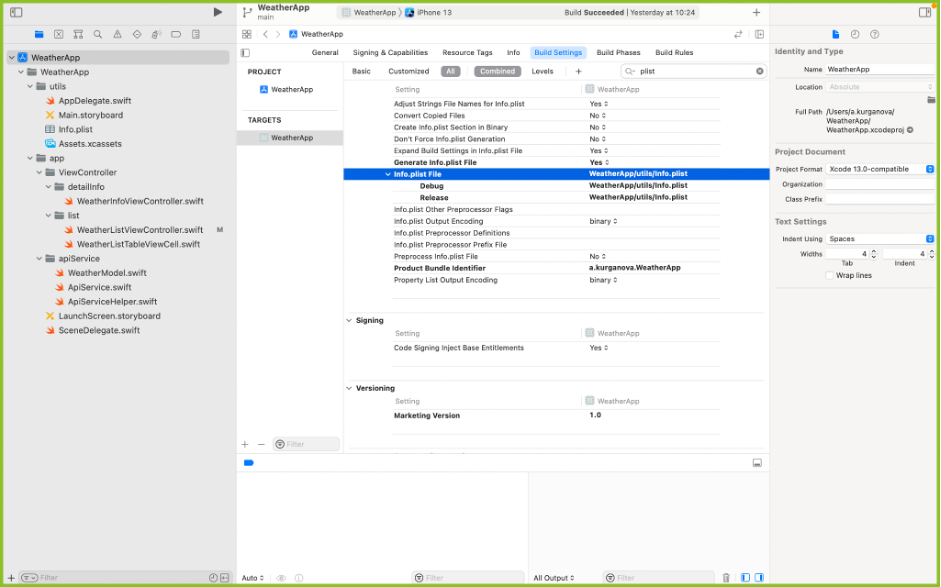 WeatherApp
main
WeatherApp
iPhone 13
Build Succeeded | Yesterday at 10:24
WeatherApp
WeatherApp
WeatherApp
utils
AppDelegate.swift
Main.storyboard
Info.plist
Assets.xcassets
app
ViewController
detailInfo
WeatherInfoViewController.swift
list
WeatherListViewController.swift M
WeatherListTableViewCell.swift
apiService
WeatherModel.swift
ApiService.swift
ApiServiceHelper.swift
LaunchScreen.storyboard
SceneDelegate.swift
Filter
General Signing & Capabilities Resource Tags Info Build Settings Build Phases Build Rules
PROJECT
WeatherApp
TARGETS
WeatherApp
Filter
Basic Customized All Combined Levels + plist
Setting WeatherApp
Adjust Strings File Names for Info.plist Yes
Convert Copied Files No
Create Info.plist Section in Binary No
Don't Force Info.plist Generation No
Expand Build Settings in Info.plist File Yes
Generate Info.plist File Yes
Info.plist File WeatherApp/utils/Info.plist
Debug WeatherApp/utils/Info.plist
Release WeatherApp/utils/Info.plist
Info.plist Other Preprocessor Flags
Info.plist Output Encoding binary
Info.plist Preprocessor Definitions
Info.plist Preprocessor Prefix File
Preprocess Info.plist File No
Product Bundle Identifier a.kurganova.WeatherApp
Property List Output Encoding binary
Signing
Setting WeatherApp
Code Signing Inject Base Entitlements Yes
Versioning
Setting WeatherApp
Marketing Version 1.0
Auto Filter
All Output Filter
Identity and Type
Name WeatherApp
Location Absolute
Full Path /Users/a.kurganova/
WeatherApp/
WeatherApp.xcodeproj
Project Document
Project Format Xcode 13.0-compatible
Organization
Class Prefix
Text Settings
Indent Using Spaces
Widths 4 4
Tab Indent
Wrap lines